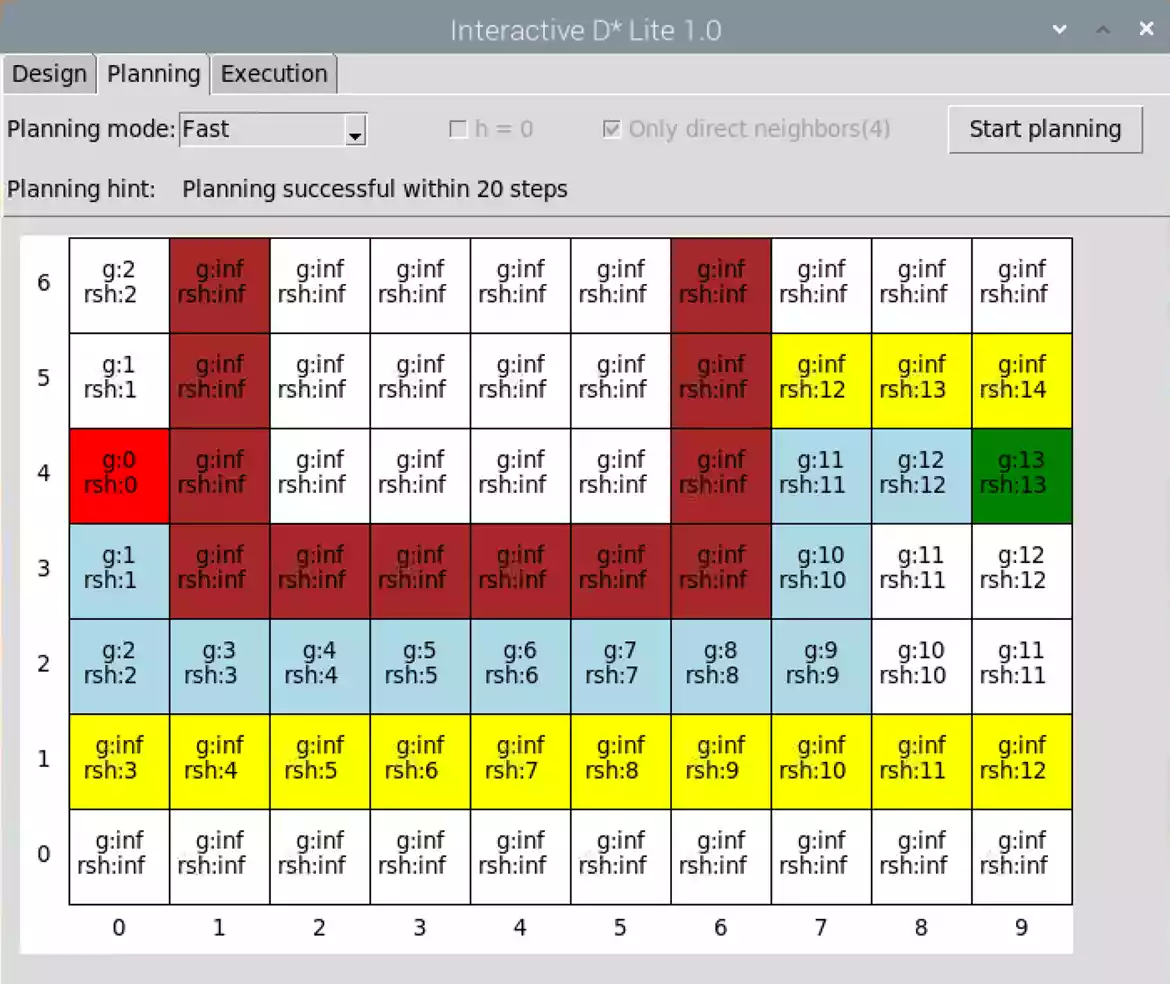 Interactive D* Lite 1.0
Design Planning Execution
Planning mode: Fast h = 0 Only direct neighbors(4) Start planning
Planning hint: Planning successful within 20 steps
6 g:2 g:inf g:inf g:inf g:inf g:inf g:inf g:inf g:inf g:inf
rsh:2 rsh:inf rsh:inf rsh:inf rsh:inf rsh:inf rsh:inf rsh:inf rsh:inf rsh:inf
5 g:1 g:inf g:inf g:inf g:inf g:inf g:inf g:inf g:inf g:inf
rsh:1 rsh:inf rsh:inf rsh:inf rsh:inf rsh:inf rsh:inf rsh:12 rsh:13 rsh:14
4 g:0 g:inf g:inf g:inf g:inf g:inf g:inf g:11 g:12 g:13
rsh:0 rsh:inf rsh:inf rsh:inf rsh:inf rsh:inf rsh:inf rsh:11 rsh:12 rsh:13
3 g:1 g:inf g:inf g:inf g:inf g:inf g:inf g:10 g:11 g:12
rsh:1 rsh:inf rsh:inf rsh:inf rsh:inf rsh:inf rsh:inf rsh:10 rsh:11 rsh:12
2 g:2 g:3 g:4 g:5 g:6 g:7 g:8 g:9 g:10 g:11
rsh:2 rsh:3 rsh:4 rsh:5 rsh:6 rsh:7 rsh:8 rsh:9 rsh:10 rsh:11
1 g:inf g:inf g:inf g:inf g:inf g:inf g:inf g:inf g:inf g:inf
rsh:3 rsh:4 rsh:5 rsh:6 rsh:7 rsh:8 rsh:9 rsh:10 rsh:11 rsh:12
0 g:inf g:inf g:inf g:inf g:inf g:inf g:inf g:inf g:inf g:inf
rsh:inf rsh:inf rsh:inf rsh:inf rsh:inf rsh:inf rsh:inf rsh:inf rsh:inf rsh:inf
0 1 2 3 4 5 6 7 8 9